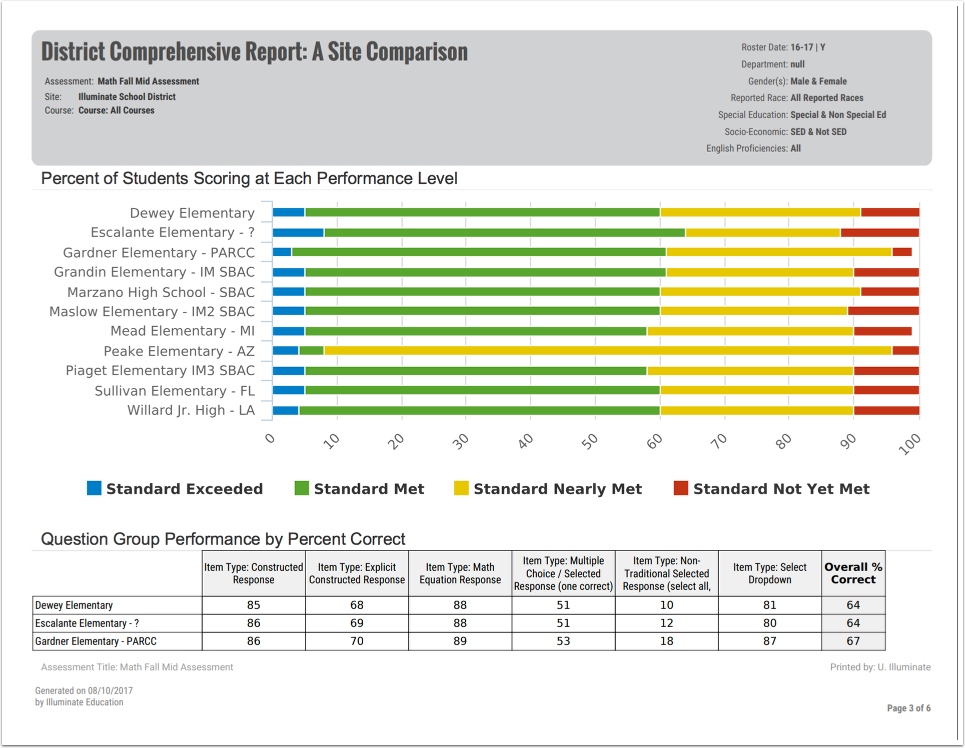 District Comprehensive Report: A Site Comparison
Assessment: Math Fall Mid Assessment
Site: Illuminate School District
Course: Course: All Courses
Roster Date: 16-17 | Y
Department: null
Gender(s): Male & Female
Reported Race: All Reported Races
Special Education: Special & Non Special Ed
Socio-Economic: SED & Not SED
English Proficiencies: All
Percent of Students Scoring at Each Performance Level
Dewey Elementary
Escalante Elementary - ?
Gardner Elementary - PARCC
Grandin Elementary - IM SBAC
Marzano High School - SBAC
Maslow Elementary - IM2 SBAC
Mead Elementary - MI
Peake Elementary - AZ
Piaget Elementary IM3 SBAC
Sullivan Elementary - FL
Willard Jr. High - LA
0 10 20 30 40 50 60 70 80 90 100
Standard Exceeded Standard Met Standard Nearly Met Standard Not Yet Met
Question Group Performance by Percent Correct
Item Type: Constructed
Response
Item Type: Explicit
Constructed Response
Item Type: Math
Equation Response
Item Type: Multiple
Choice / Selected
Response (one correct)
Item Type: Non-
Traditional Selected
Response (select all,
Item Type: Select
Dropdown
Overall %
Correct
Dewey Elementary 85 68 88 51 10 81 64
Escalante Elementary - ? 86 69 88 51 12 80 64
Gardner Elementary - PARCC 86 70 89 53 18 87 67
Assessment Title: Math Fall Mid Assessment
Printed by: U. Illuminate
Generated on 08/10/2017
by Illuminate Education
Page 3 of 6